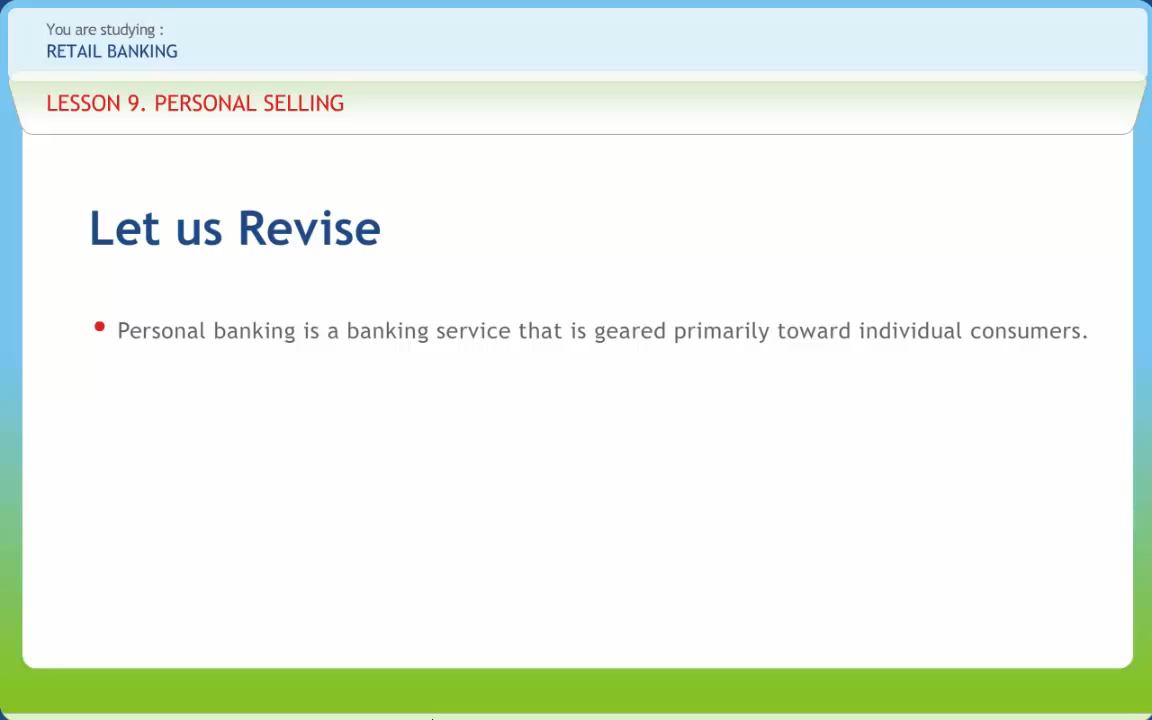 You are studying :
RETAIL BANKING
LESSON 9. PERSONAL SELLING
Let us Revise
• Personal banking is a banking service that is geared primarily toward individual consumers.